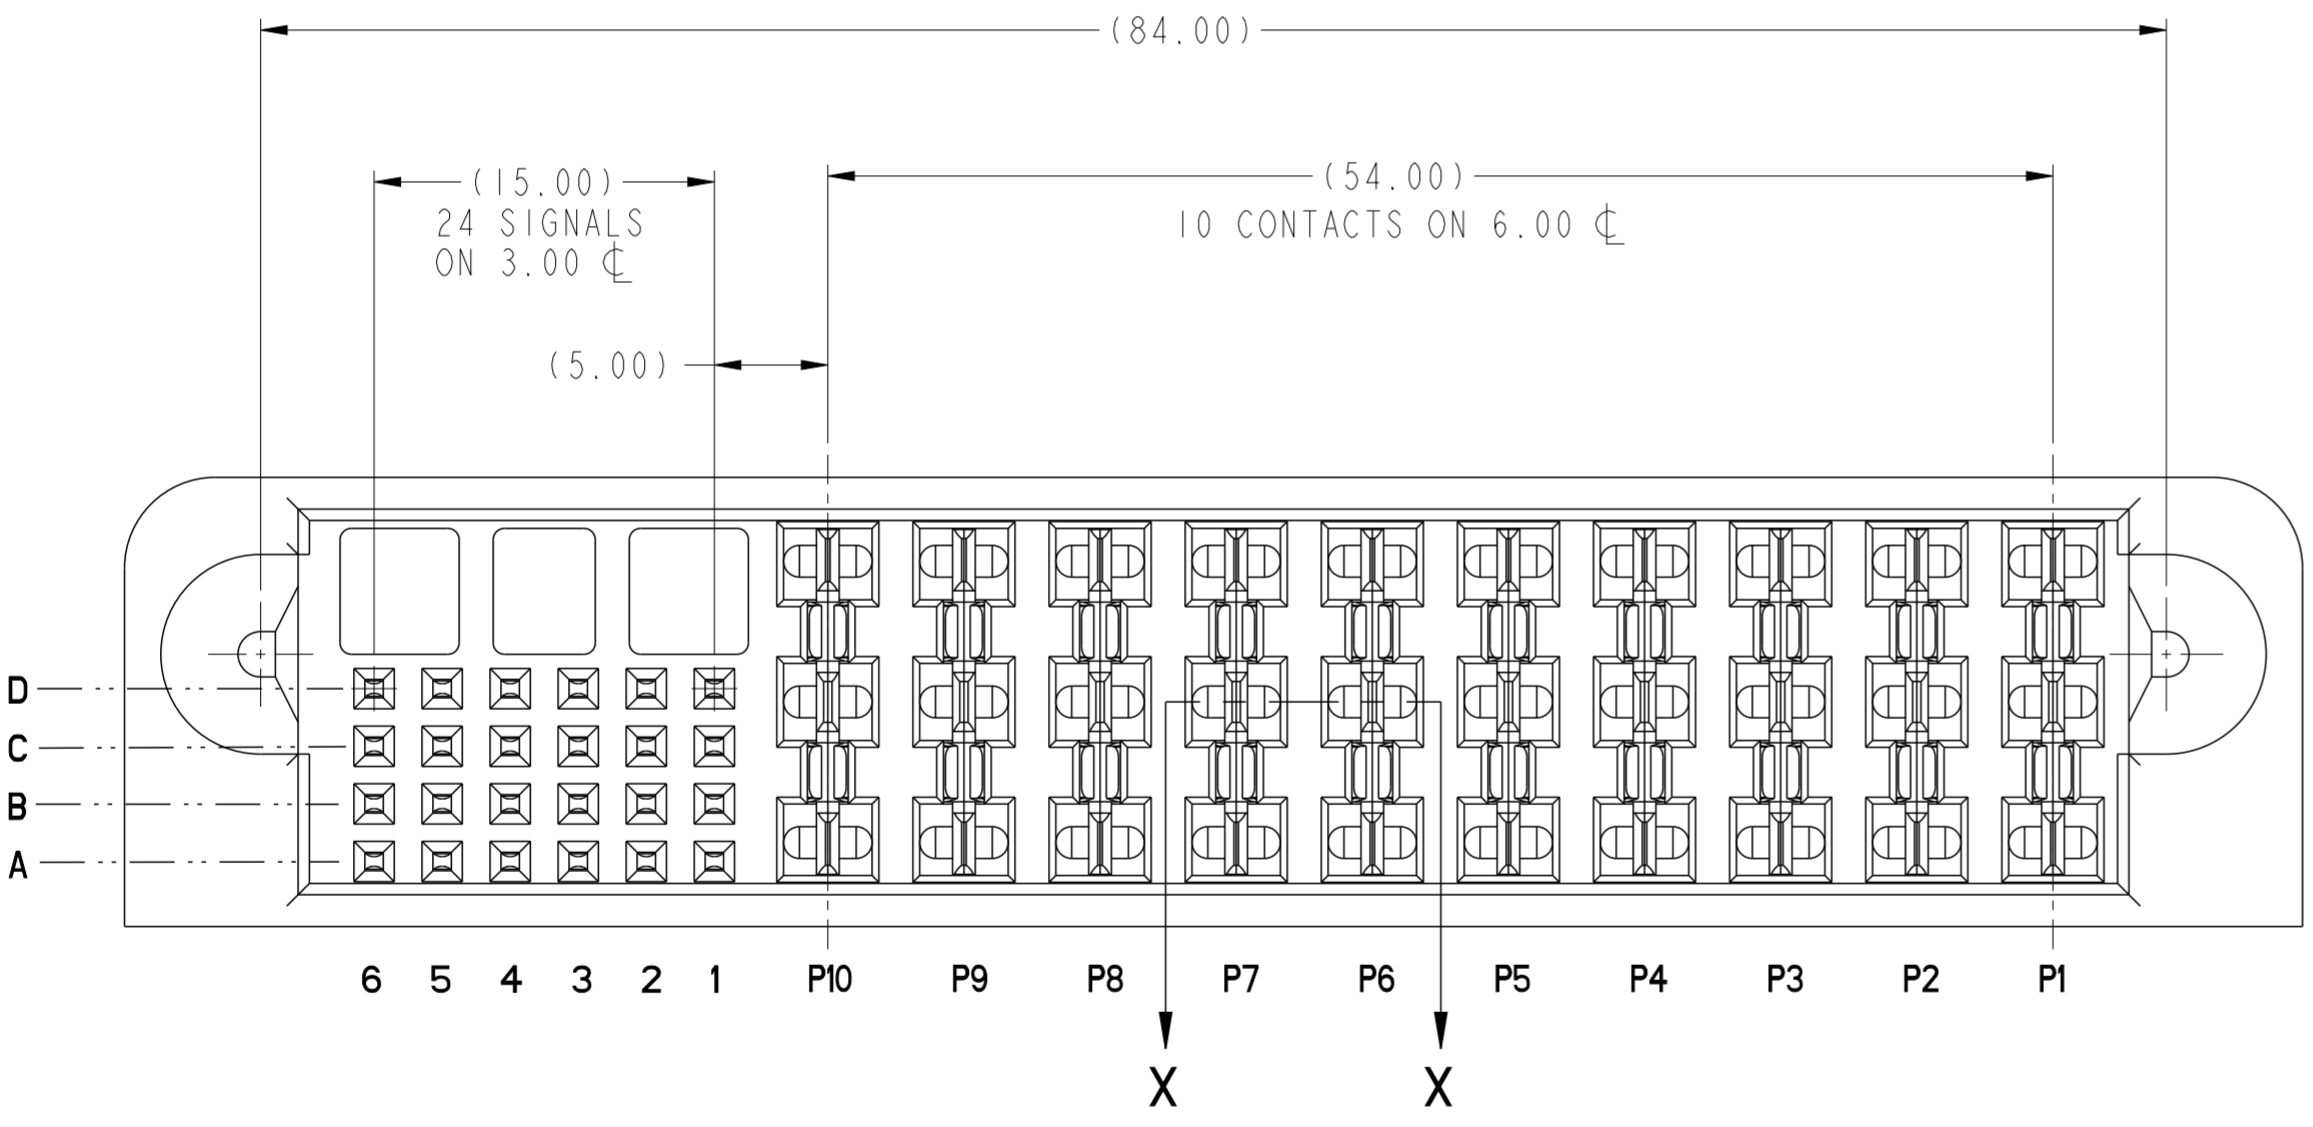 (84.00)
(15.00)
24 SIGNALS
ON 3.00 ℄
(54.00)
10 CONTACTS ON 6.00 ℄
(5.00)
D
C
B
A
6 5 4 3 2 1 P10 P9 P8 P7 P6 P5 P4 P3 P2 P1
X X